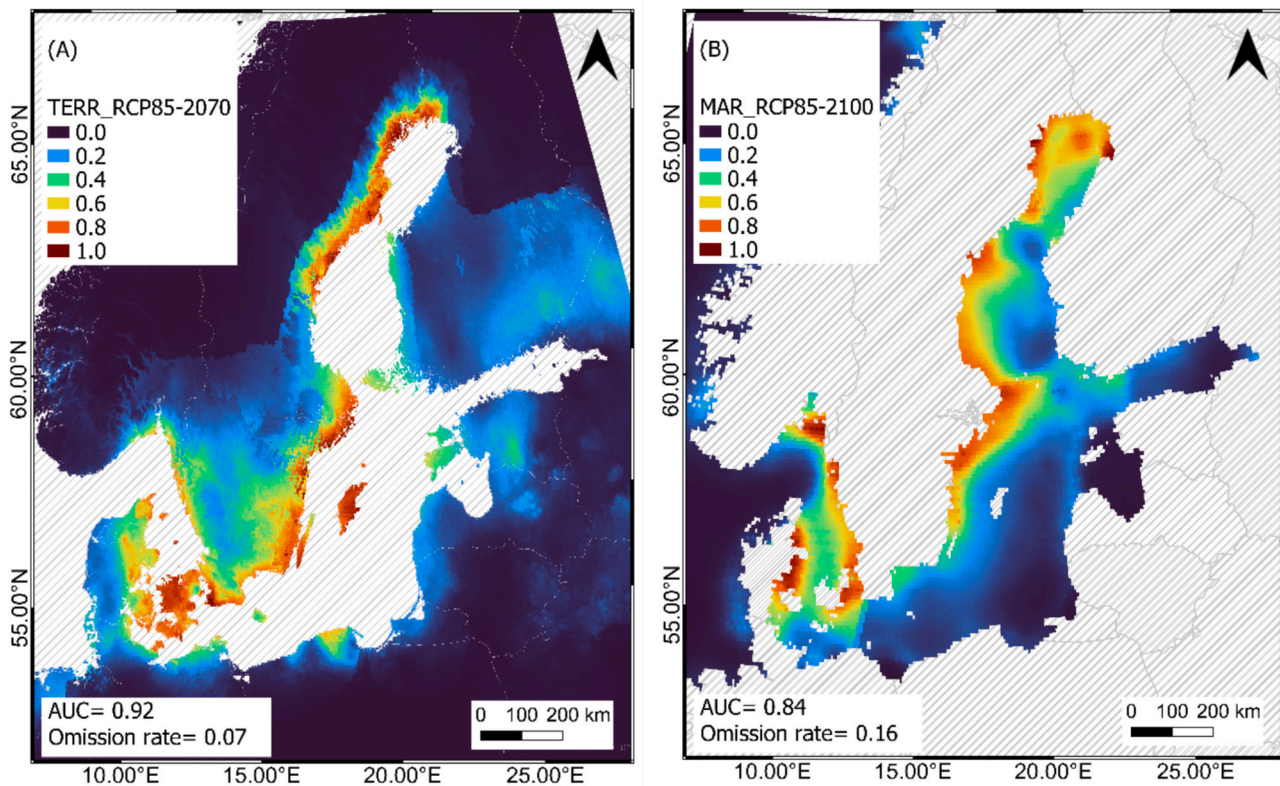 (A)
TERR_RCP85-2070
0.0
0.2
0.4
0.6
0.8
1.0
65.00°N
60.00°N
55.00°N
AUC= 0.92
Omission rate= 0.07
0 100 200 km
10.00°E 15.00°E 20.00°E 25.00°E
(B)
MAR_RCP85-2100
0.0
0.2
0.4
0.6
0.8
1.0
65.00°N
60.00°N
55.00°N
AUC= 0.84
Omission rate= 0.16
0 100 200 km
10.00°E 15.00°E 20.00°E 25.00°E